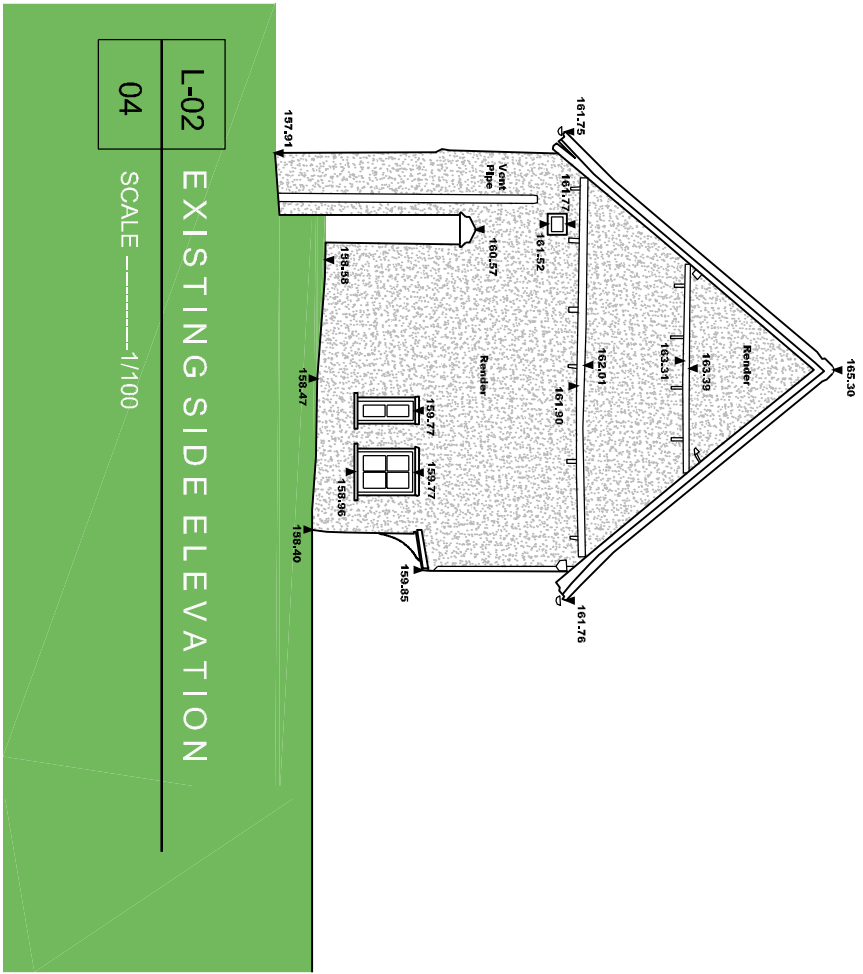 165.30
163.39
Render
163.31
161.75
161.77
162.01
161.90
161.76
161.52
Vent
Pipe
160.57
Render
159.77
159.77
159.85
158.96
158.58
158.47
158.40
157.91
L-02
EXISTING SIDE ELEVATION
04
SCALE ------------1/100